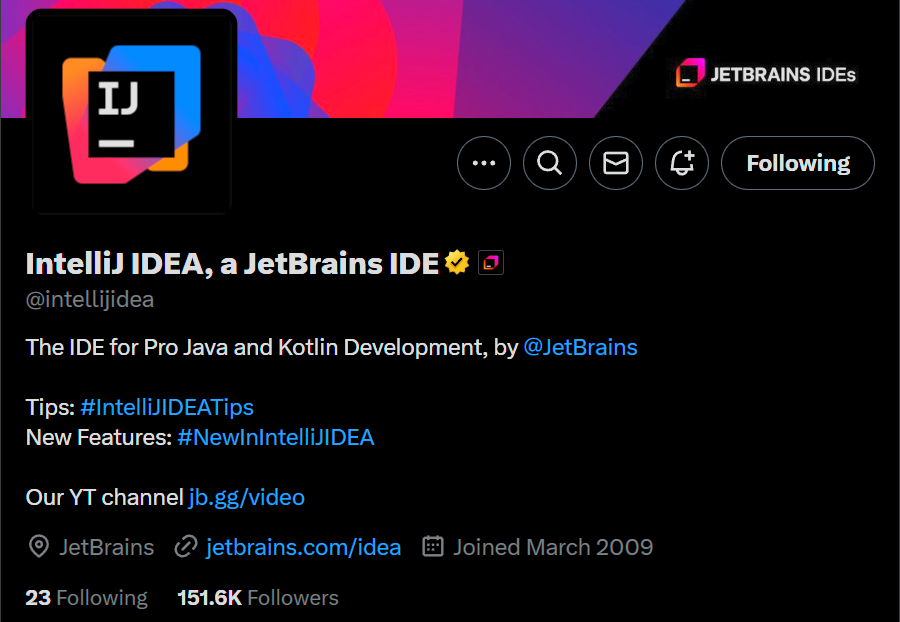 IJ
JETBRAINS IDEs
Following
IntelliJ IDEA, a JetBrains IDE
@intellijidea
The IDE for Pro Java and Kotlin Development, by @JetBrains
Tips: #IntelliJIDEATips
New Features: #NewInIntelliJIDEA
Our YT channel jb.gg/video
JetBrains jetbrains.com/idea Joined March 2009
23 Following 151.6K Followers